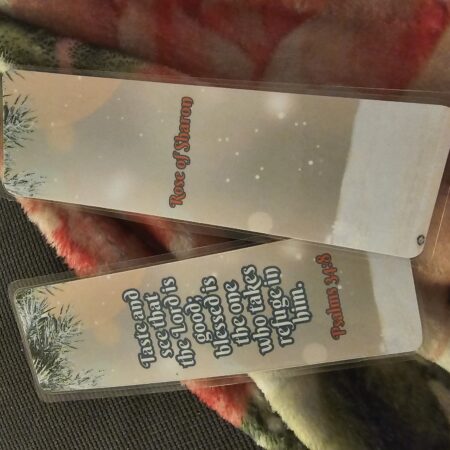 Rose of Sharon
Taste and
see that
the Lord is
good;
blessed is
the one
who takes
refuge in
him.
Psalms 34:8